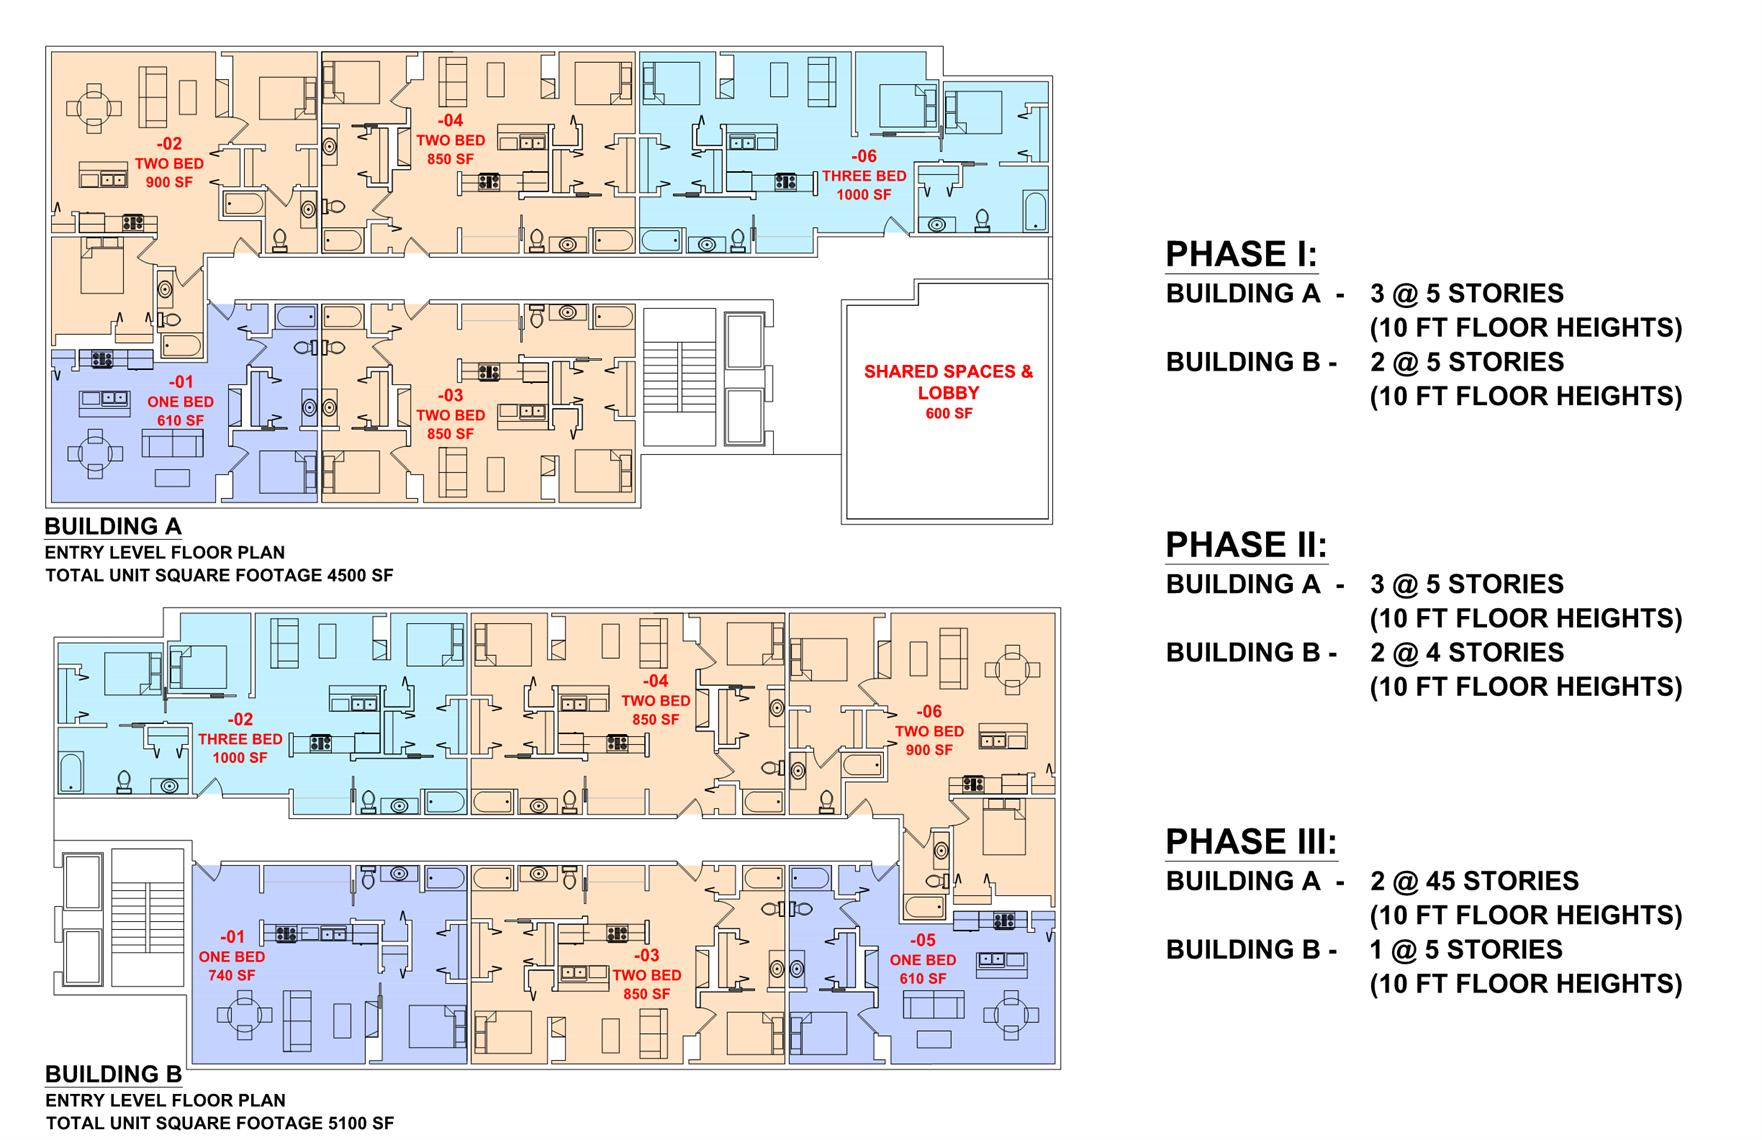 -02
TWO BED
900 SF
-04
TWO BED
850 SF
-06
THREE BED
1000 SF
-01
ONE BED
610 SF
-03
TWO BED
850 SF
SHARED SPACES &
LOBBY
600 SF
BUILDING A
ENTRY LEVEL FLOOR PLAN
TOTAL UNIT SQUARE FOOTAGE 4500 SF
-02
THREE BED
1000 SF
-04
TWO BED
850 SF
-06
TWO BED
900 SF
-01
ONE BED
740 SF
-03
TWO BED
850 SF
-05
ONE BED
610 SF
BUILDING B
ENTRY LEVEL FLOOR PLAN
TOTAL UNIT SQUARE FOOTAGE 5100 SF
PHASE I:
BUILDING A - 3 @ 5 STORIES
(10 FT FLOOR HEIGHTS)
BUILDING B - 2 @ 5 STORIES
(10 FT FLOOR HEIGHTS)
PHASE II:
BUILDING A - 3 @ 5 STORIES
(10 FT FLOOR HEIGHTS)
BUILDING B - 2 @ 4 STORIES
(10 FT FLOOR HEIGHTS)
PHASE III:
BUILDING A - 2 @ 45 STORIES
(10 FT FLOOR HEIGHTS)
BUILDING B - 1 @ 5 STORIES
(10 FT FLOOR HEIGHTS)